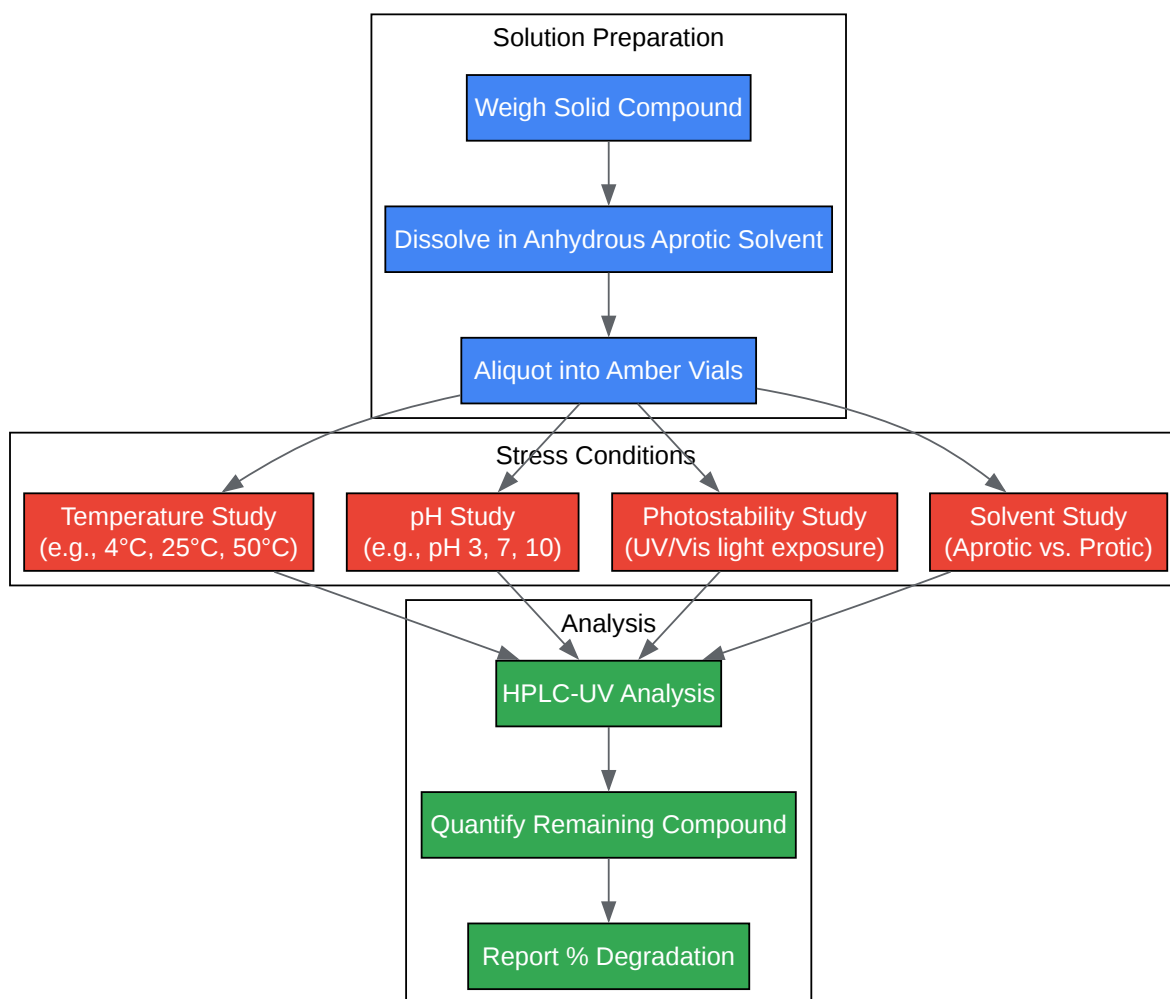 Solution Preparation
Weigh Solid Compound
Dissolve in Anhydrous Aprotic Solvent
Aliquot into Amber Vials
Stress Conditions
Temperature Study
(e.g., 4°C, 25°C, 50°C)
pH Study
(e.g., pH 3, 7, 10)
Photostability Study
(UV/Vis light exposure)
Solvent Study
(Aprotic vs. Protic)
Analysis
HPLC-UV Analysis
Quantify Remaining Compound
Report % Degradation